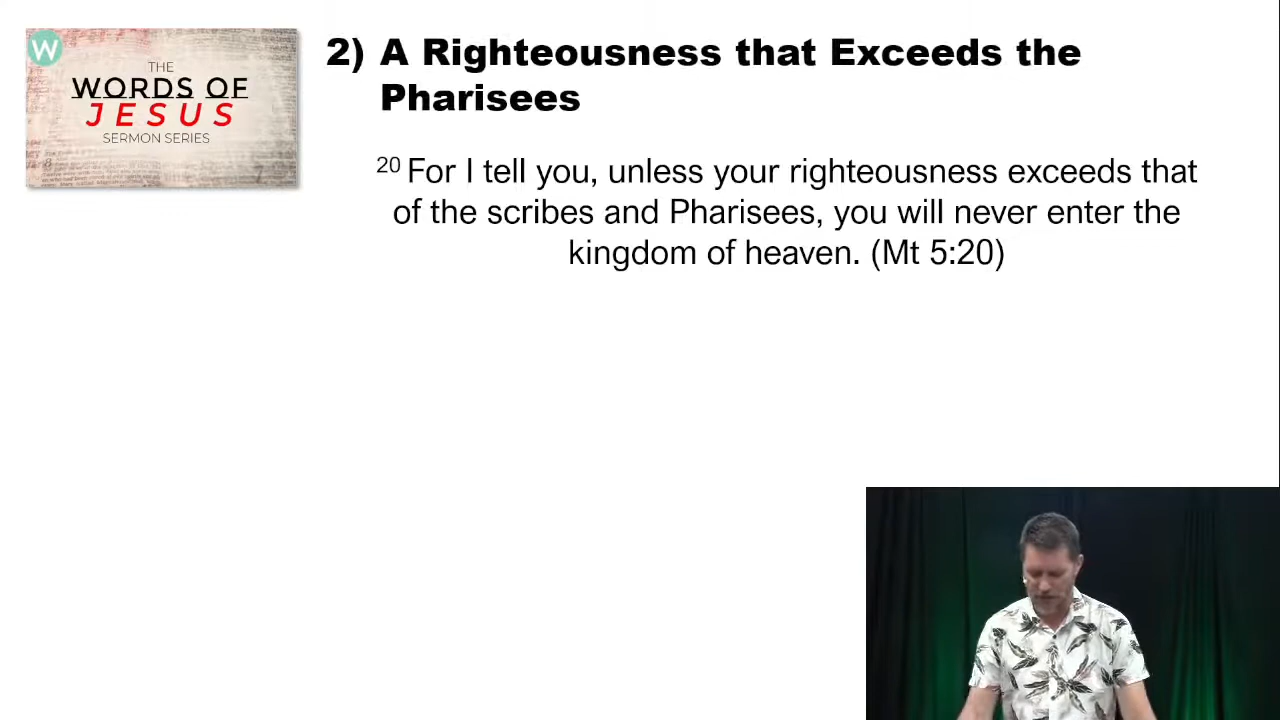 W
THE
WORDS OF
JESUS
SERMON SERIES
2) A Righteousness that Exceeds the
Pharisees
20 For I tell you, unless your righteousness exceeds that
of the scribes and Pharisees, you will never enter the
kingdom of heaven. (Mt 5:20)